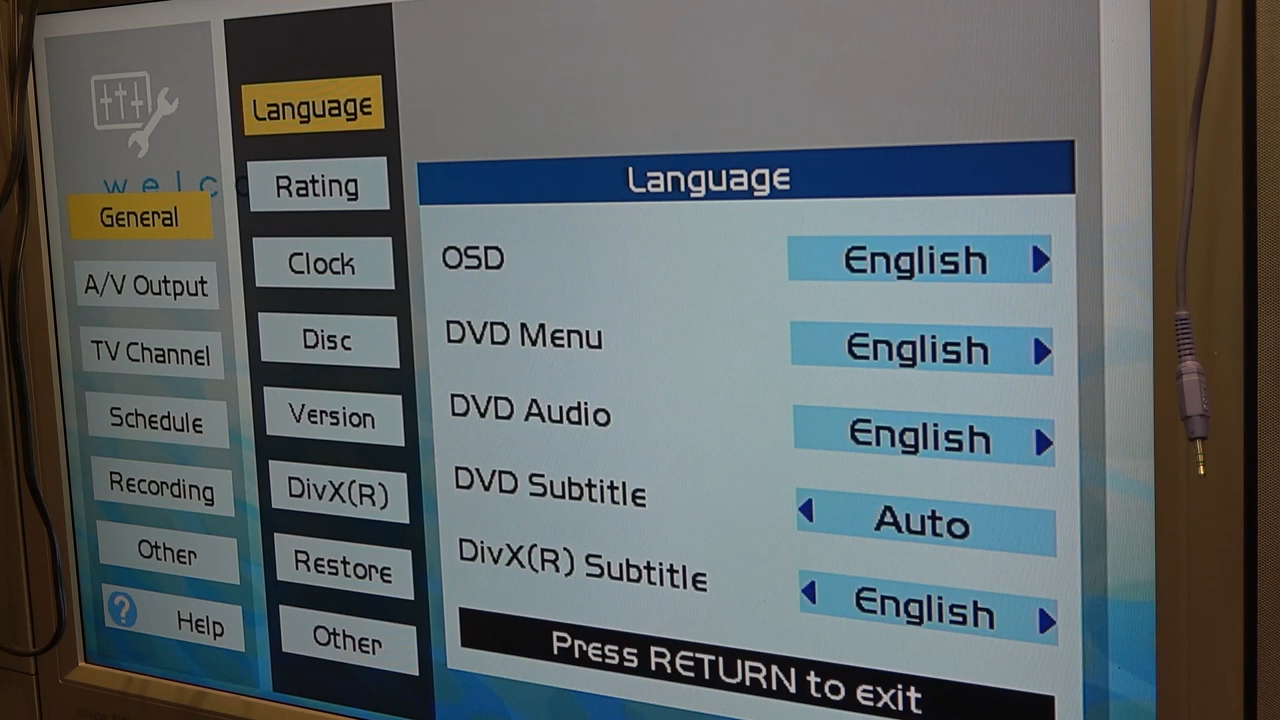 welc
General
A/V Output
TV Channel
Schedule
Recording
Other
? Help
Language
Rating
Clock
Disc
Version
DivX(R)
Restore
Other
Language
OSD English
DVD Menu English
DVD Audio English
DVD Subtitle Auto
DivX(R) Subtitle English
Press RETURN to exit